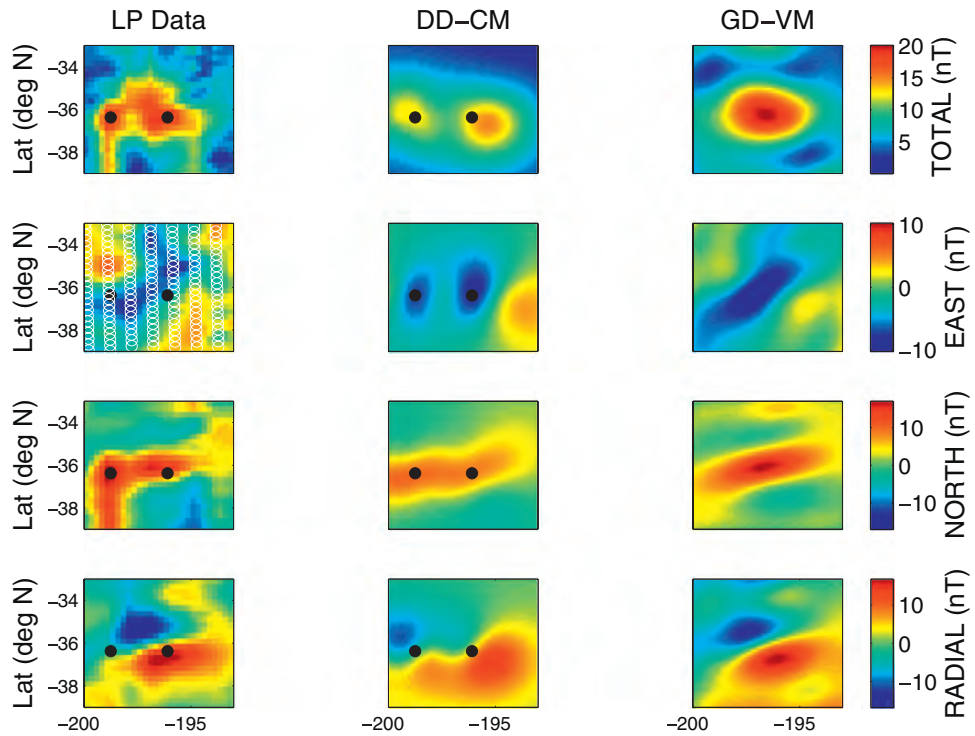 LP Data DD−CM GD−VM
Lat (deg N) −34 −36 −38 20 15 10 5 TOTAL (nT)
Lat (deg N) −34 −36 −38 10 5 0 −5 −10 EAST (nT)
Lat (deg N) −34 −36 −38 10 0 −10 NORTH (nT)
Lat (deg N) −34 −36 −38 10 0 −10 RADIAL (nT)
−200 −195 −200 −195 −200 −195